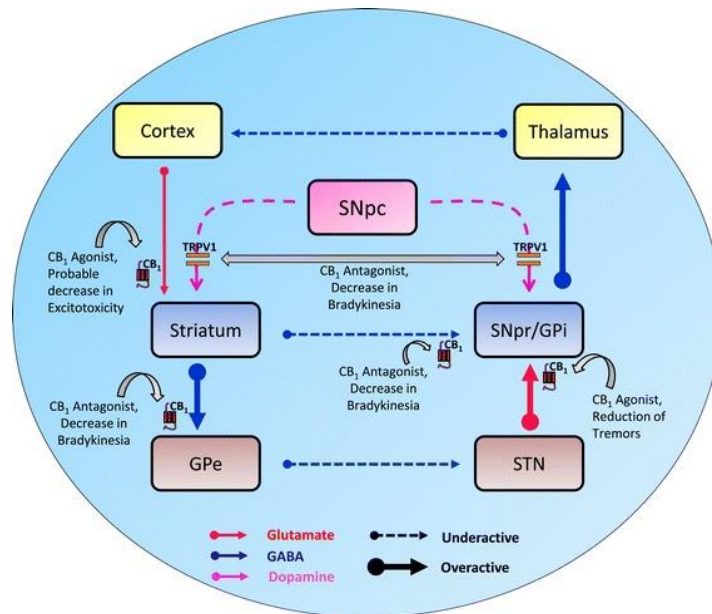 Cortex
Thalamus
SNpc
TRPV1
TRPV1
CB₁ Agonist,
Probable
decrease in
Excitotoxicity
CB₁
CB₁ Antagonist,
Decrease in
Bradykinesia
Striatum
SNpr/GPi
CB₁
CB₁ Antagonist,
Decrease in
Bradykinesia
CB₁
CB₁ Antagonist,
Decrease in
Bradykinesia
CB₁
CB₁ Agonist,
Reduction of
Tremors
GPe
STN
Glutamate
GABA
Dopamine
Underactive
Overactive